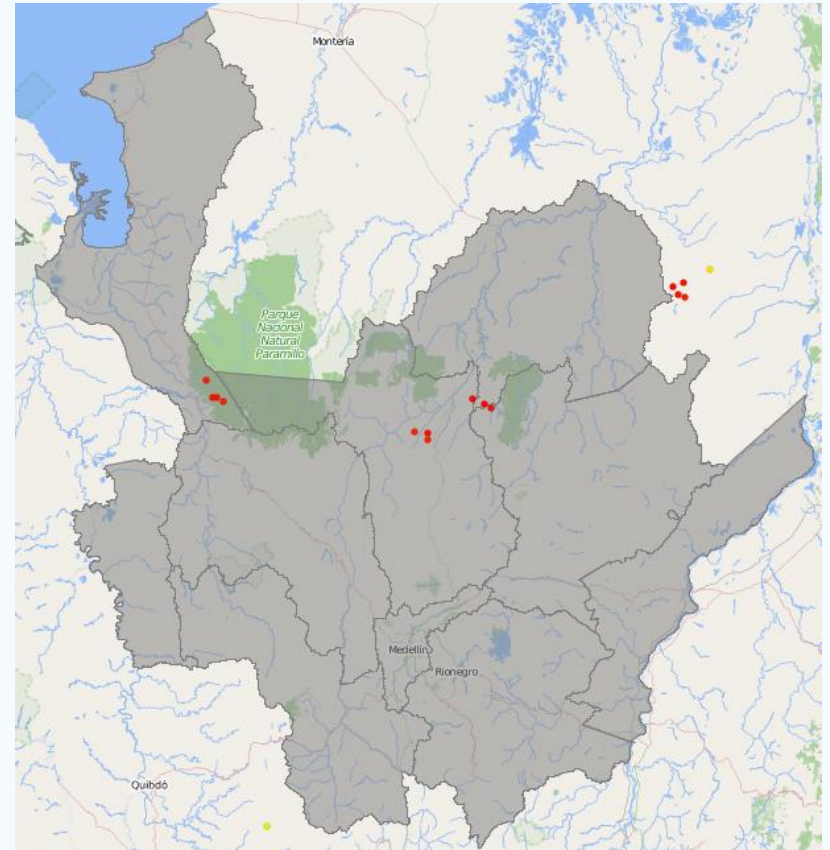 Montería
Parque
Nacional
Natural
Paramillo
Medellín
Rionegro
Quibdó